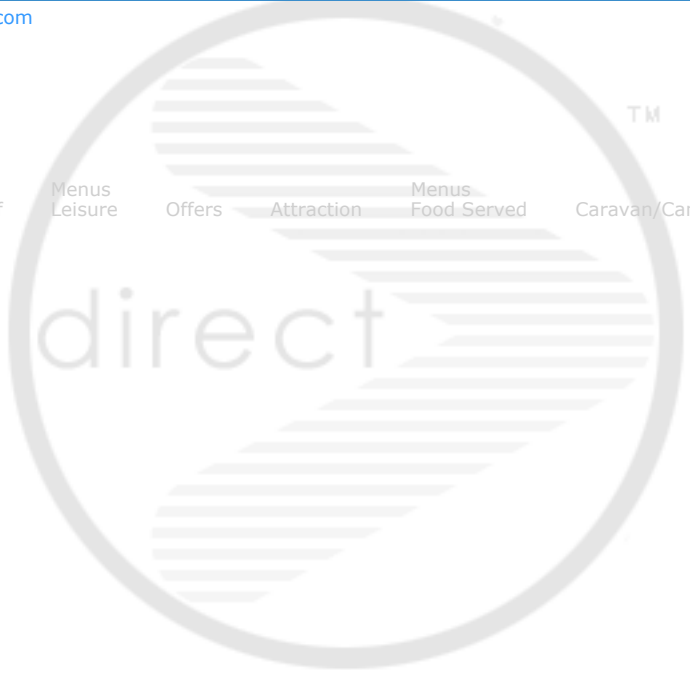 com
TM
Menus Menus
Leisure Offers Attraction Food Served Caravan/Car
direct